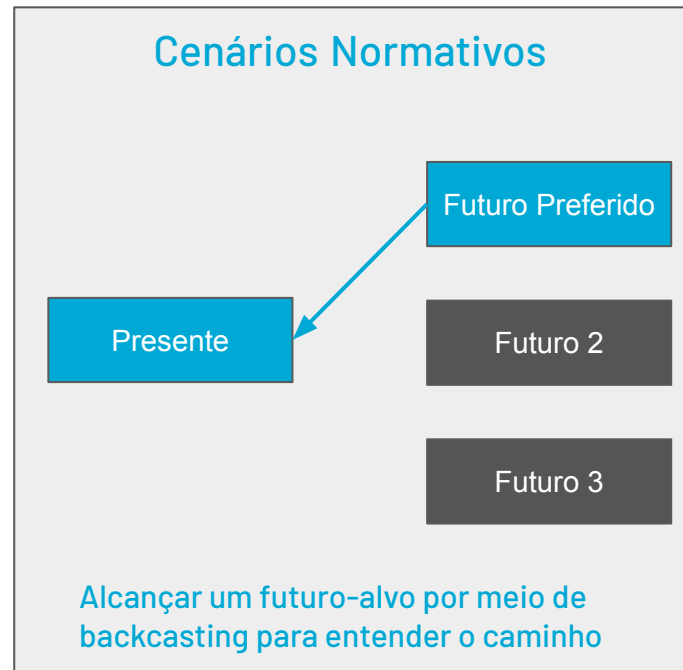 Cenários Normativos
Futuro Preferido
Presente
Futuro 2
Futuro 3
Alcançar um futuro-alvo por meio de
backcasting para entender o caminho